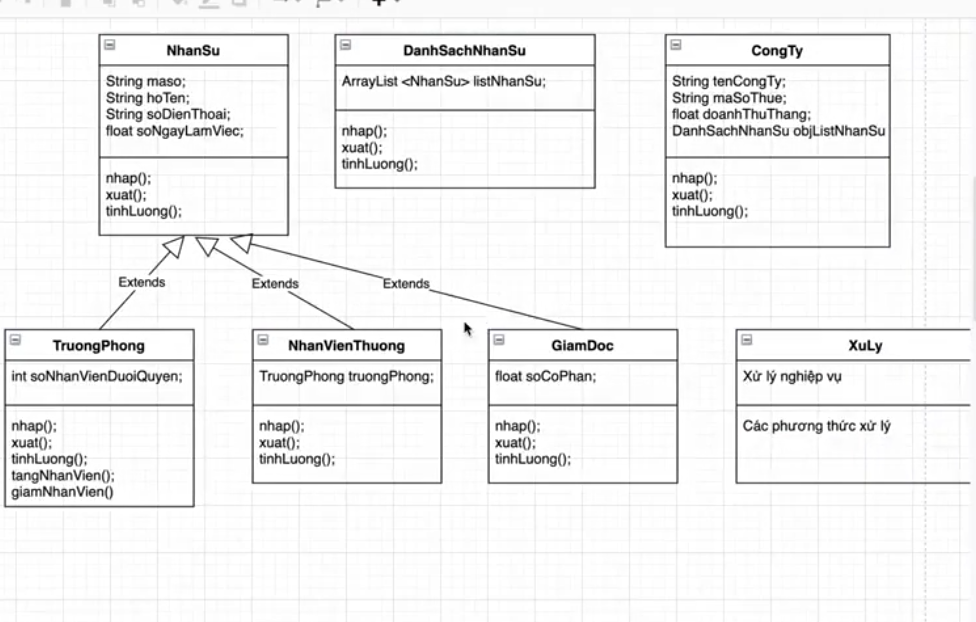 NhanSu
String maso;
String hoTen;
String soDienThoai;
float soNgayLamViec;
nhap();
xuat();
tinhLuong();
DanhSachNhanSu
ArrayList <NhanSu> listNhanSu;
nhap();
xuat();
tinhLuong();
CongTy
String tenCongTy;
String maSoThue;
float doanhThuThang;
DanhSachNhanSu objListNhanSu
nhap();
xuat();
tinhLuong();
Extends
Extends
Extends
TruongPhong
int soNhanVienDuoiQuyen;
nhap();
xuat();
tinhLuong();
tangNhanVien();
giamNhanVien()
NhanVienThuong
TruongPhong truongPhong;
nhap();
xuat();
tinhLuong();
GiamDoc
float soCoPhan;
nhap();
xuat();
tinhLuong();
XuLy
Xử lý nghiệp vụ
Các phương thức xử lý